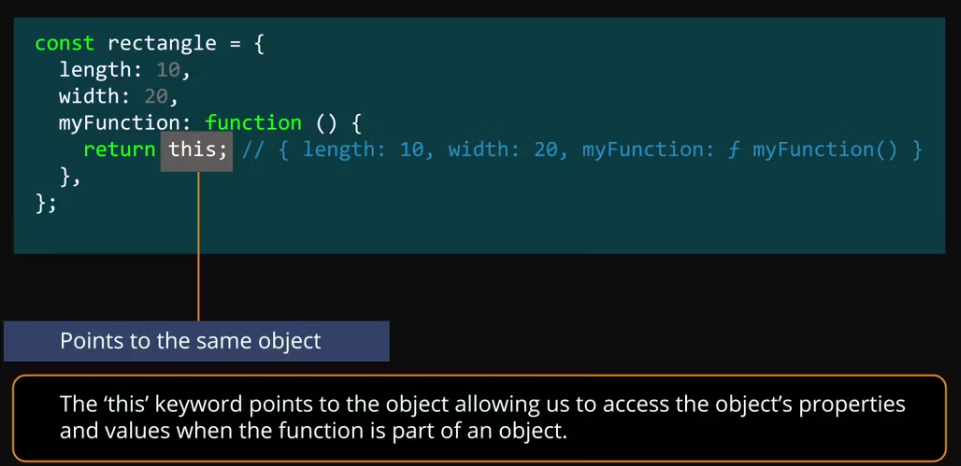 const rectangle = {
length: 10,
width: 20,
myFunction: function () {
return this; // { length: 10, width: 20, myFunction: ƒ myFunction() }
},
};
Points to the same object
The ‘this’ keyword points to the object allowing us to access the object’s properties
and values when the function is part of an object.